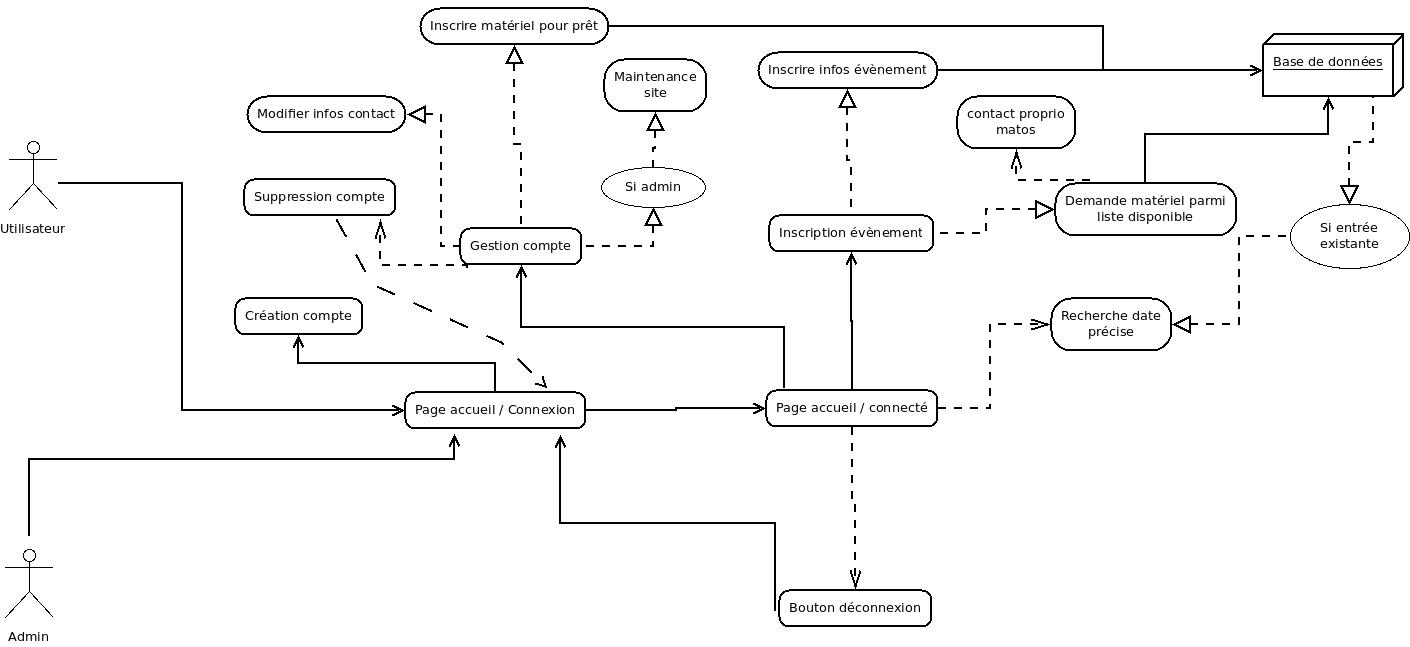 Inscrire matériel pour prêt
Inscrire infos évènement
Base de données
Maintenance
site
Modifier infos contact
contact proprio
matos
Si admin
Suppression compte
Demande matériel parmi
liste disponible
Utilisateur
Gestion compte
Inscription évènement
Si entrée
existante
Création compte
Recherche date
précise
Page accueil / Connexion
Page accueil / connecté
Bouton déconnexion
Admin